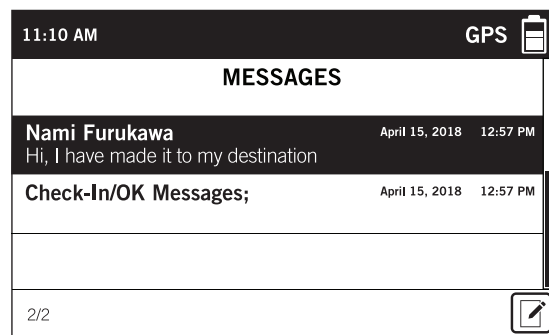 11:10 AM GPS
MESSAGES
Nami Furukawa April 15, 2018 12:57 PM
Hi, I have made it to my destination
Check-In/OK Messages; April 15, 2018 12:57 PM
2/2